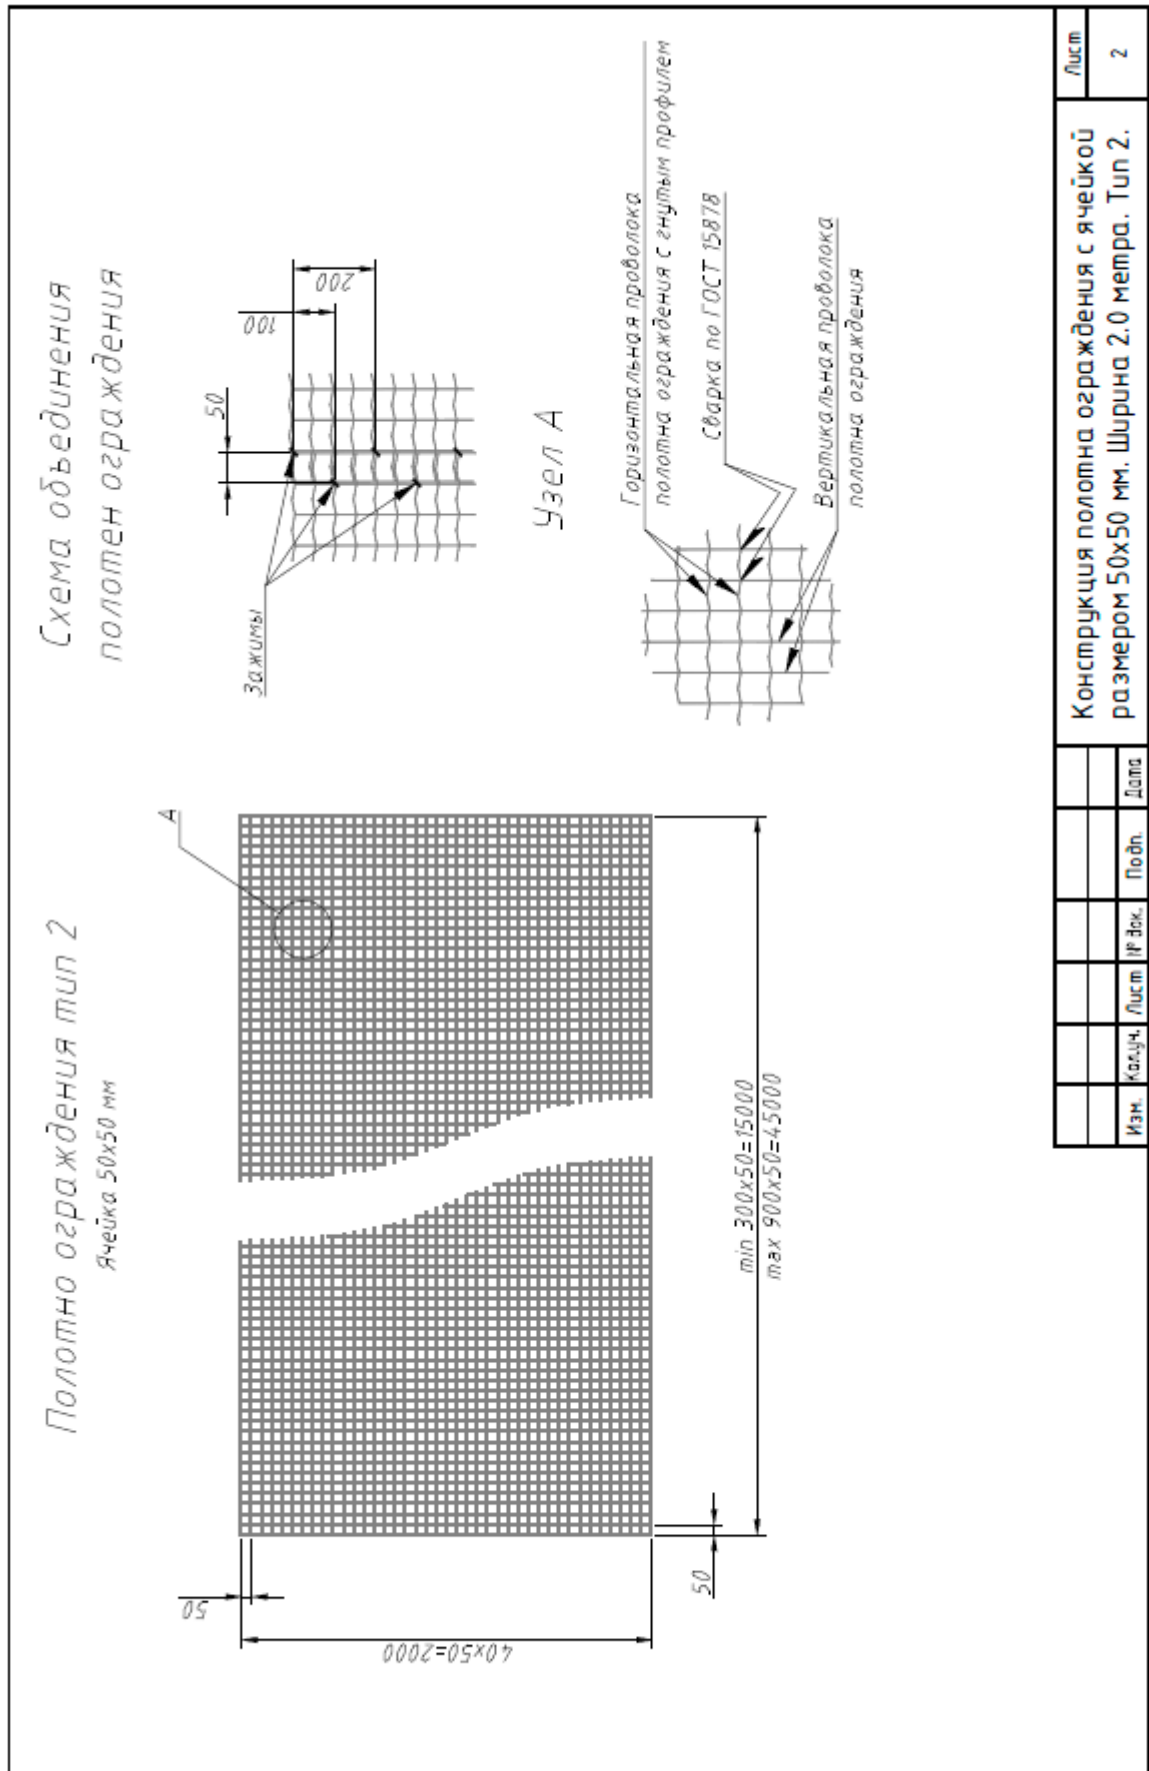 Полотно ограждения тип 2
Ячейка 50x50 мм
A
50
40x50=2000
50
min 300x50=15000
max 900x50=45000
Схема объединения
полотен ограждения
Зажимы
50
100
200
Узел А
Горизонтальная проволока
полотна ограждения с гнутым профилем
Сварка по ГОСТ 15878
Вертикальная проволока
полотна ограждения
Изм.
Кол.уч.
Лист
№ док.
Подп.
Дата
Конструкция полотна ограждения с ячейкой
размером 50x50 мм. Ширина 2.0 метра. Тип 2.
Лист
2